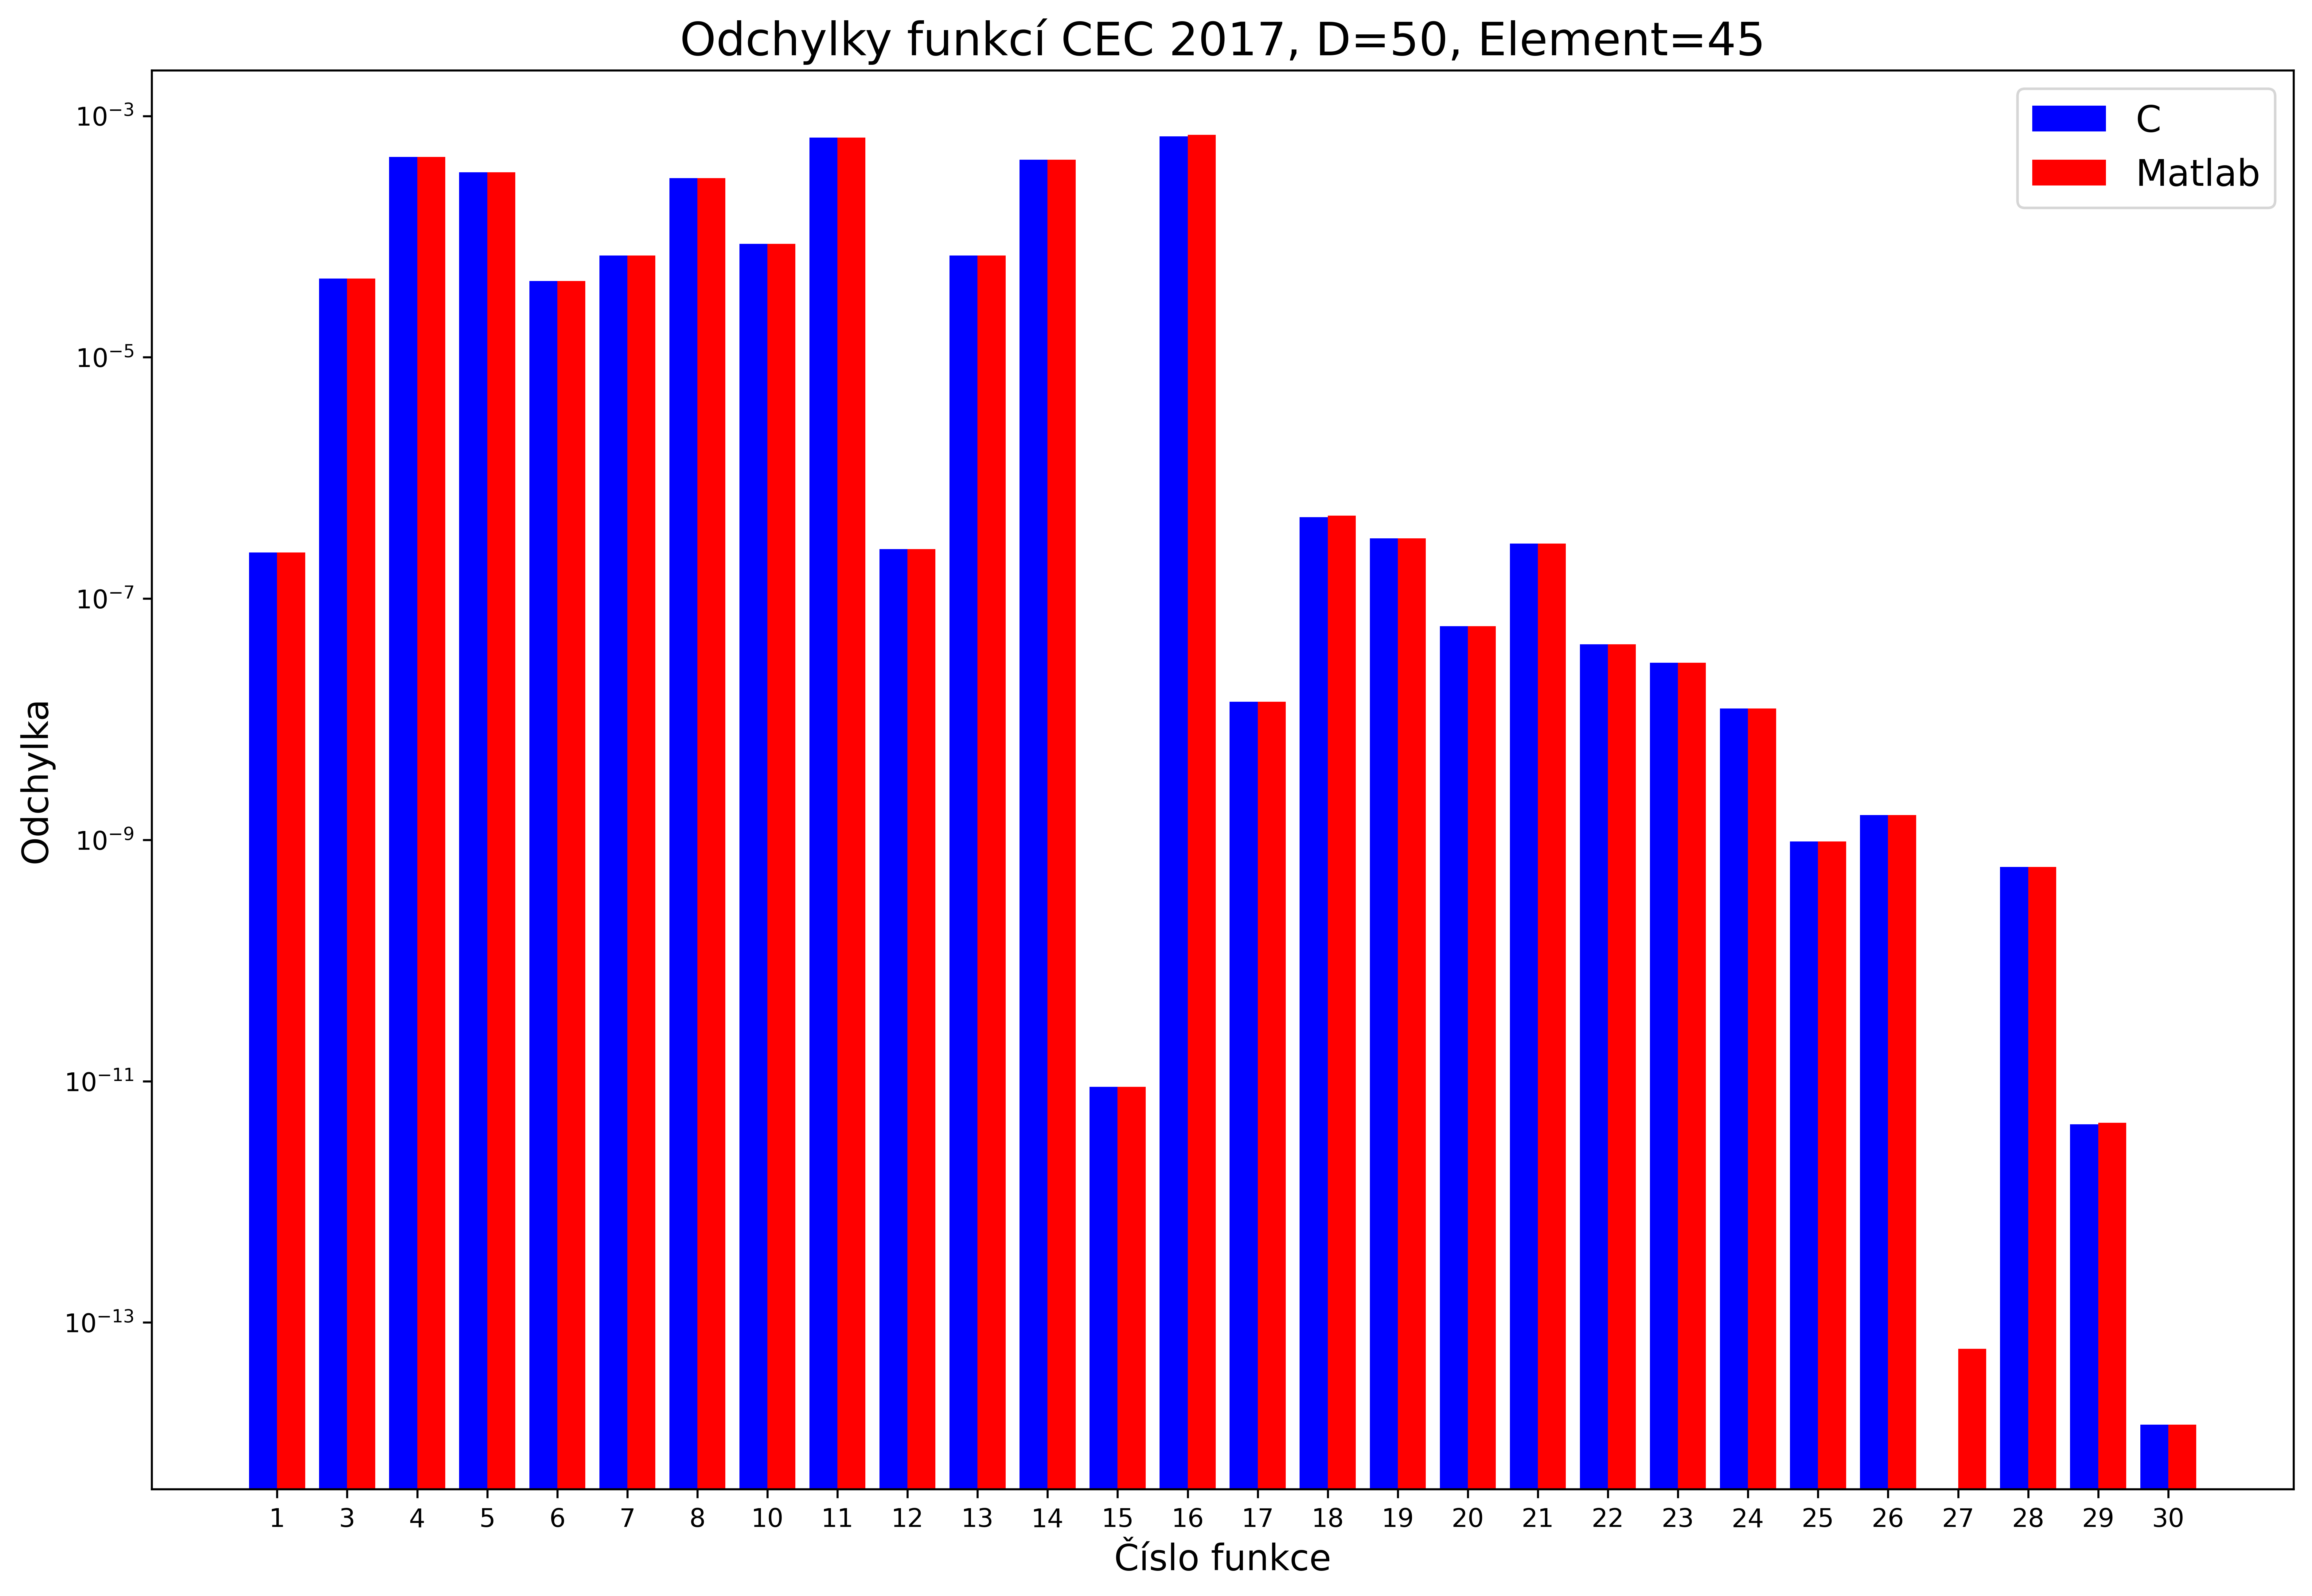 Odchylky funkcí CEC 2017, D=50, Element=45
C
Matlab
10⁻³
10⁻⁵
10⁻⁷
10⁻⁹
10⁻¹¹
10⁻¹³
Odchylka
1 3 4 5 6 7 8 10 11 12 13 14 15 16 17 18 19 20 21 22 23 24 25 26 27 28 29 30
Číslo funkce